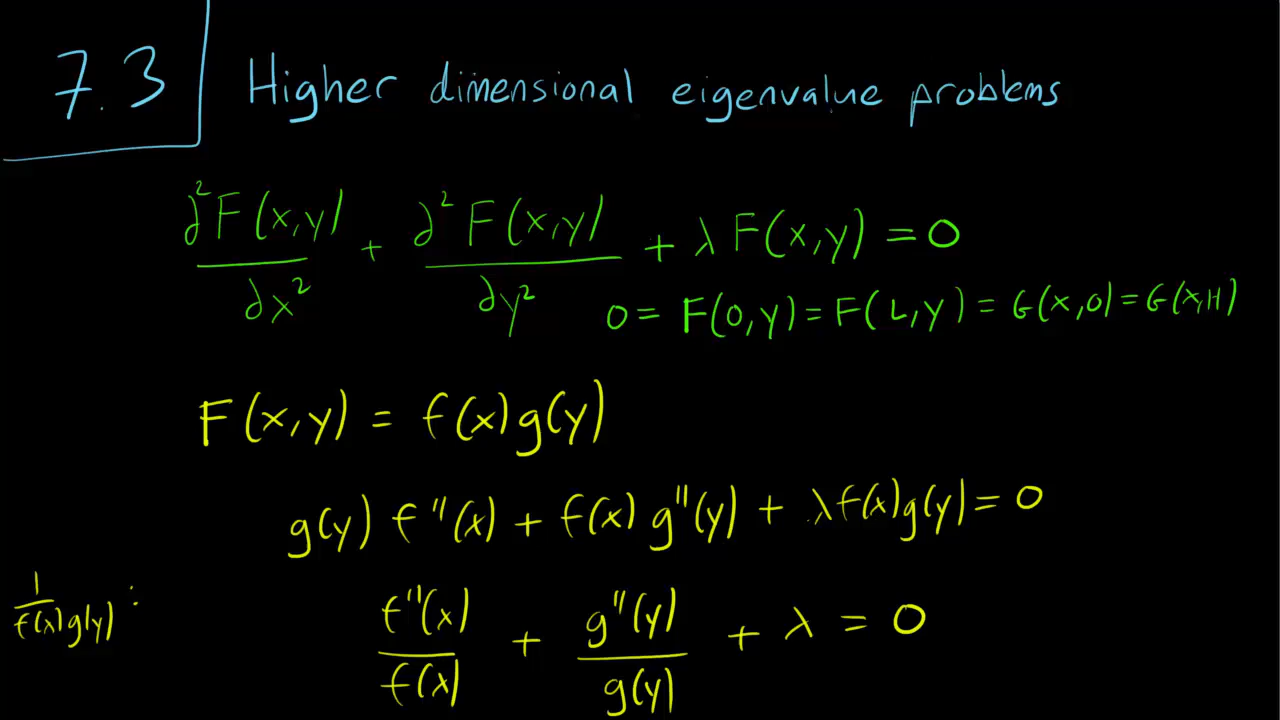 7.3 Higher dimensional eigenvalue problems
∂²F(x,y)/∂x² + ∂²F(x,y)/∂y² + λF(x,y) = 0
0 = F(0,y) = F(L,y) = G(x,0) = G(x,H)
F(x,y) = f(x)g(y)
g(y) f''(x) + f(x) g''(y) + λf(x)g(y) = 0
1/f(x)g(y) : f''(x)/f(x) + g''(y)/g(y) + λ = 0